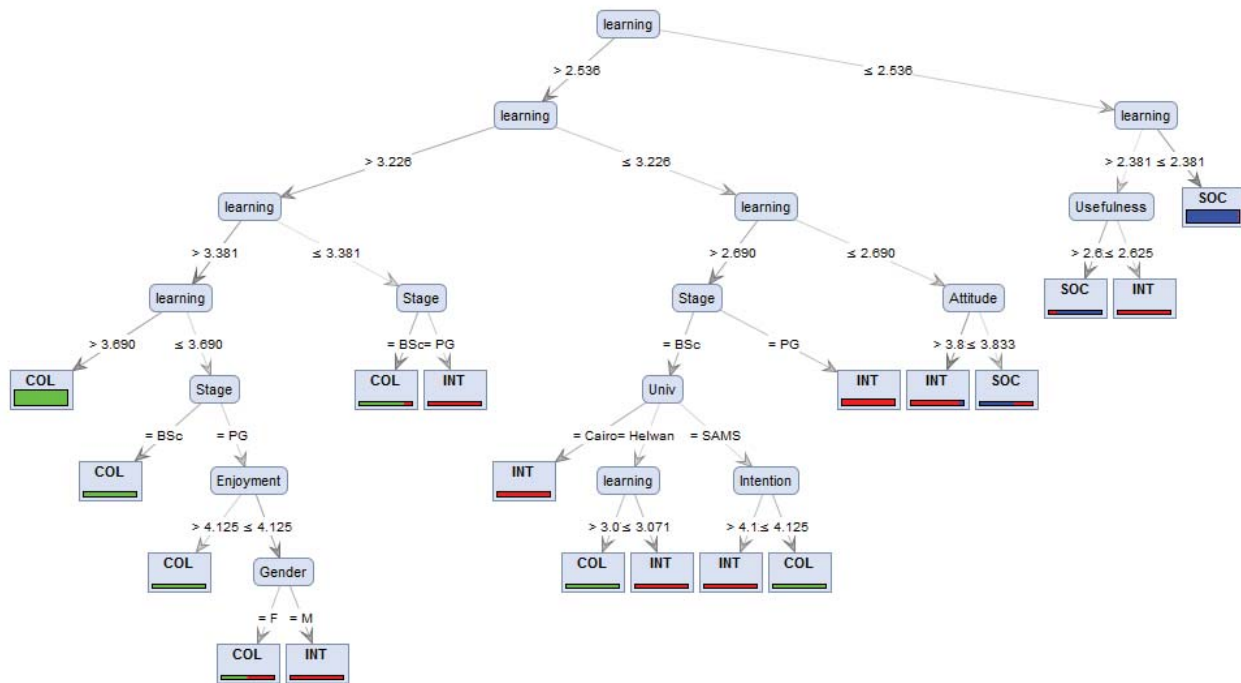 learning
> 2.536 ≤ 2.536
learning learning
> 3.226 ≤ 3.226 > 2.381 ≤ 2.381
learning learning Usefulness SOC
> 3.381 ≤ 3.381 > 2.690 ≤ 2.690 > 2.6 ≤ 2.625
learning Stage Stage Attitude SOC INT
> 3.690 ≤ 3.690 = BSc = PG = BSc = PG > 3.8 ≤ 3.833
COL Stage COL INT Univ INT INT SOC
= BSc = PG = Cairo = Helwan = SAMS
COL Enjoyment INT learning Intention
> 4.125 ≤ 4.125 > 3.0 ≤ 3.071 > 4.1 ≤ 4.125
COL Gender COL INT INT COL
= F = M
COL INT